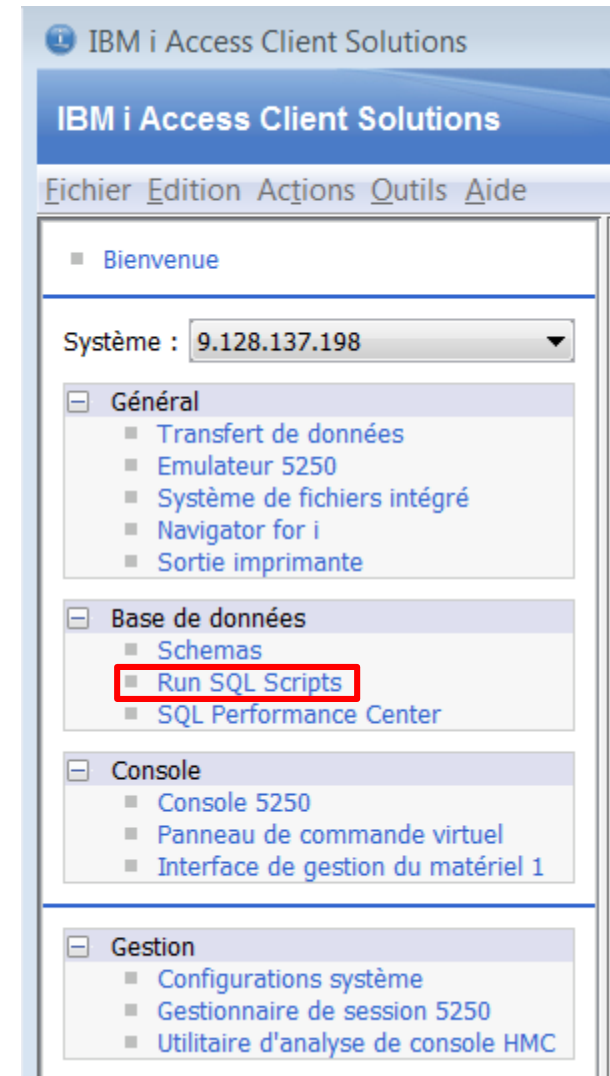 IBM i Access Client Solutions
IBM i Access Client Solutions
Fichier Edition Actions Outils Aide
Bienvenue
Système : 9.128.137.198
Général
Transfert de données
Emulateur 5250
Système de fichiers intégré
Navigator for i
Sortie imprimante
Base de données
Schemas
Run SQL Scripts
SQL Performance Center
Console
Console 5250
Panneau de commande virtuel
Interface de gestion du matériel 1
Gestion
Configurations système
Gestionnaire de session 5250
Utilitaire d'analyse de console HMC